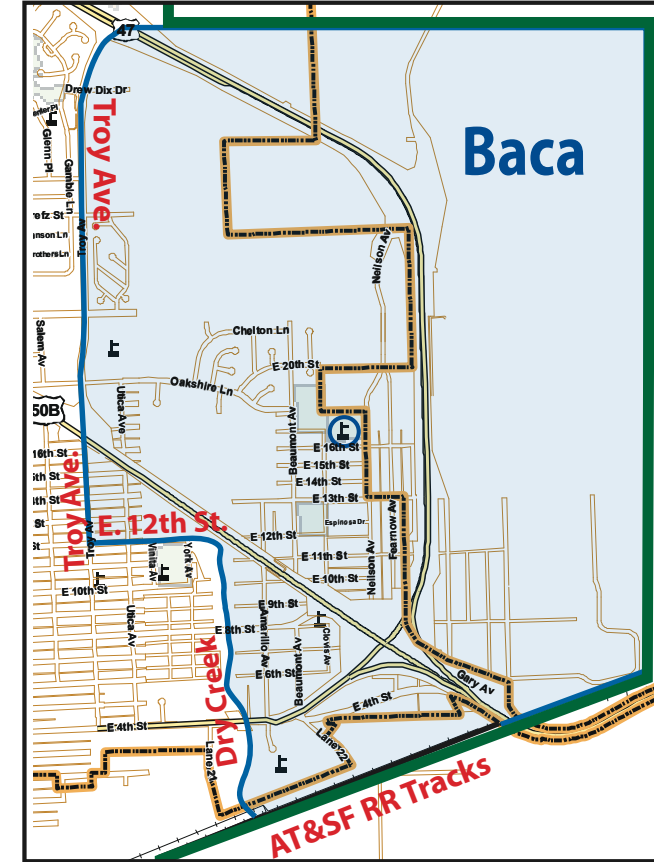 47
Drew Dix Dr
Troy Ave.
Glenn Pl
Gamble Ln
Baca
Troy Av
Neilson Av
Salem Av
Chelton Ln
E 20th St
Oakshire Ln
50B
Utica Ave
Beaumont Av
16th St
E 16th St
E 15th St
E 14th St
E 13th St
Troy Ave.
E. 12th St.
Espinosa Dr
Fearnow Av
E 12th St
Troy Av
Visita Av
York Av
E 11th St
Neilson Av
E 10th St
E 10th St
E 9th St
Utica Av
E 8th St
Amarillo Av
Clovis Av
Beaumont Av
E 6th St
Dry Creek
Gary Av
E 4th St
E 4th St
Lane 21
Lane 22
AT&SF RR Tracks